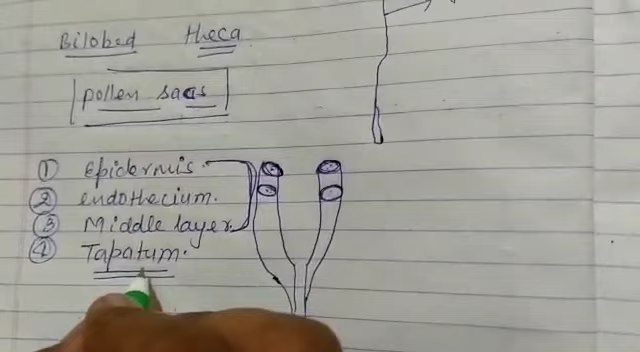 Bilobed theca
pollen sacs
① Epidermis.
② endothecium.
③ Middle layer.
④ Tapatum.